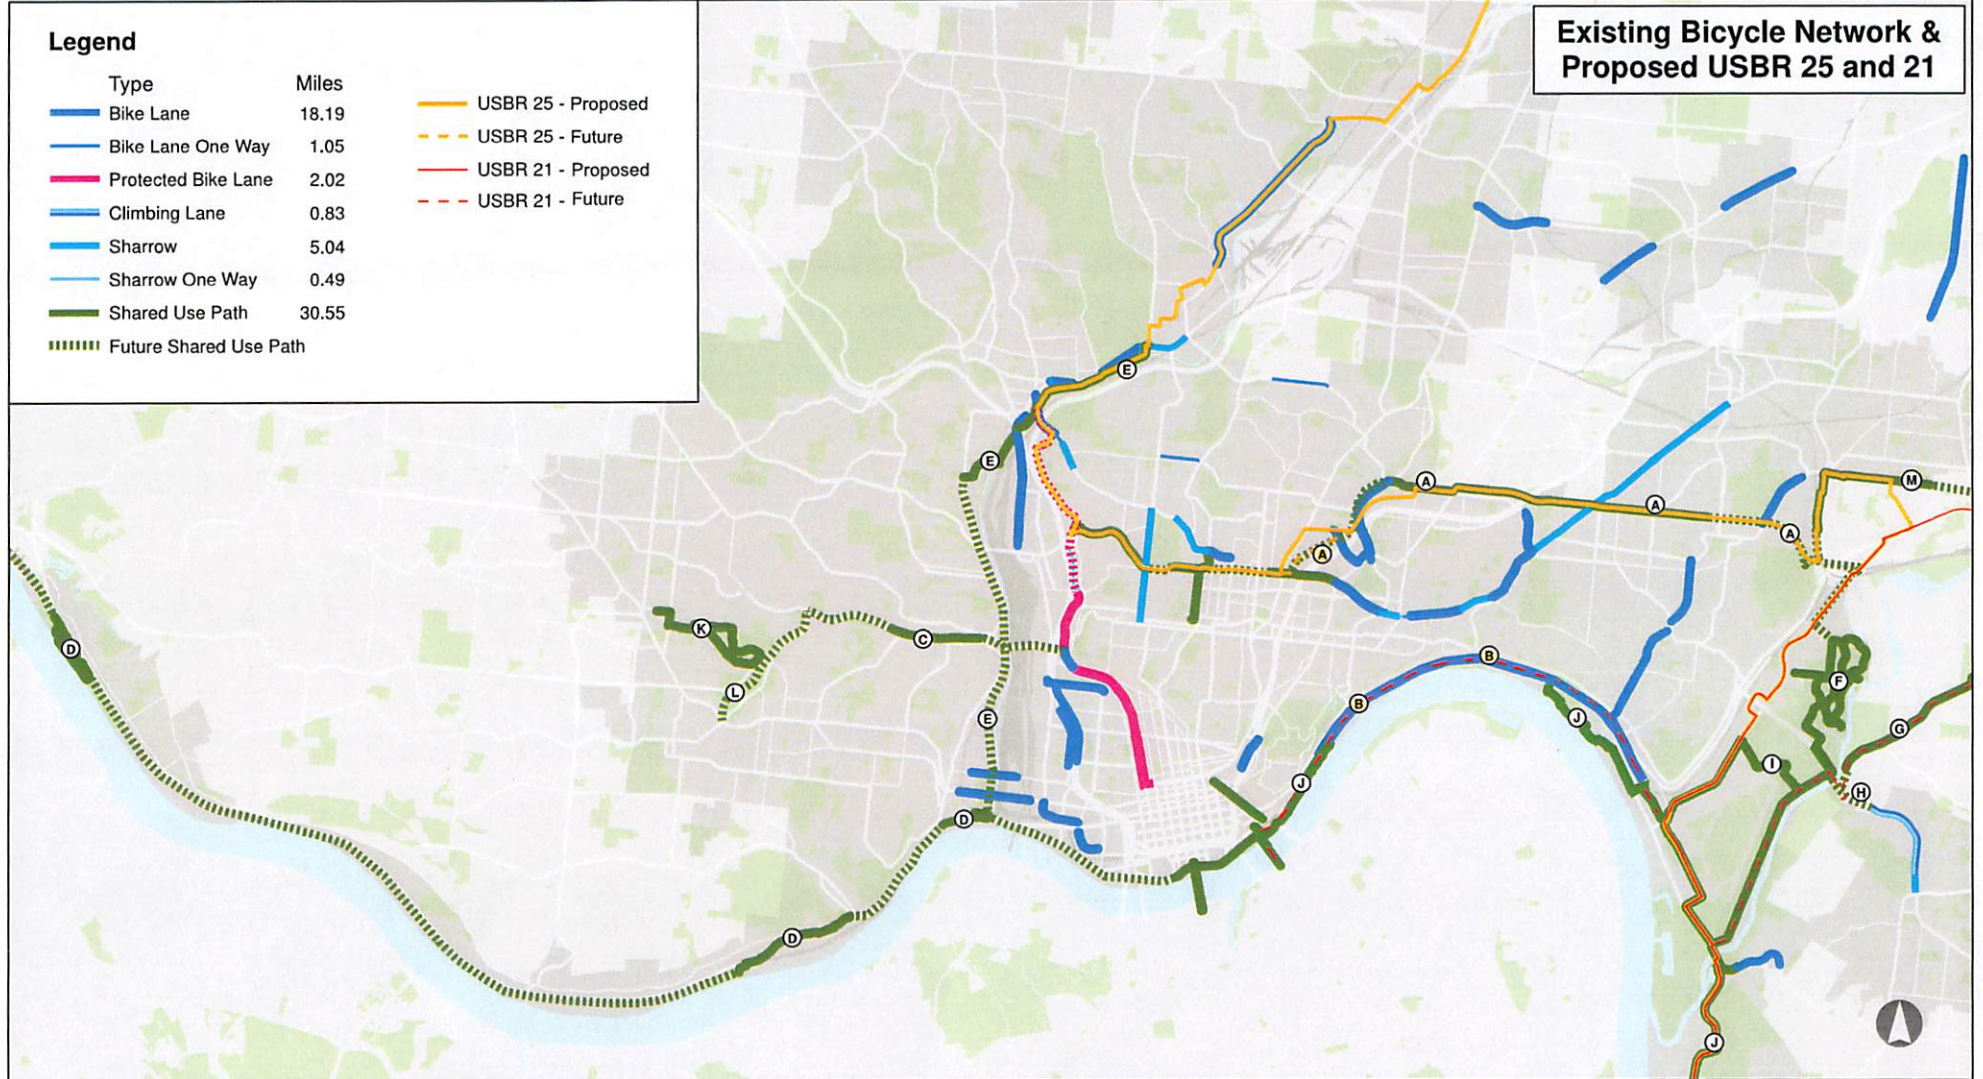 Existing Bicycle Network &
Proposed USBR 25 and 21
Legend
Type Miles
Bike Lane 18.19
Bike Lane One Way 1.05
Protected Bike Lane 2.02
Climbing Lane 0.83
Sharrow 5.04
Sharrow One Way 0.49
Shared Use Path 30.55
Future Shared Use Path
USBR 25 - Proposed
USBR 25 - Future
USBR 21 - Proposed
USBR 21 - Future
E
E
A
M
A
A
A
K
C
D
L
B
F
B
E
J
G
I
J
H
D
D
J